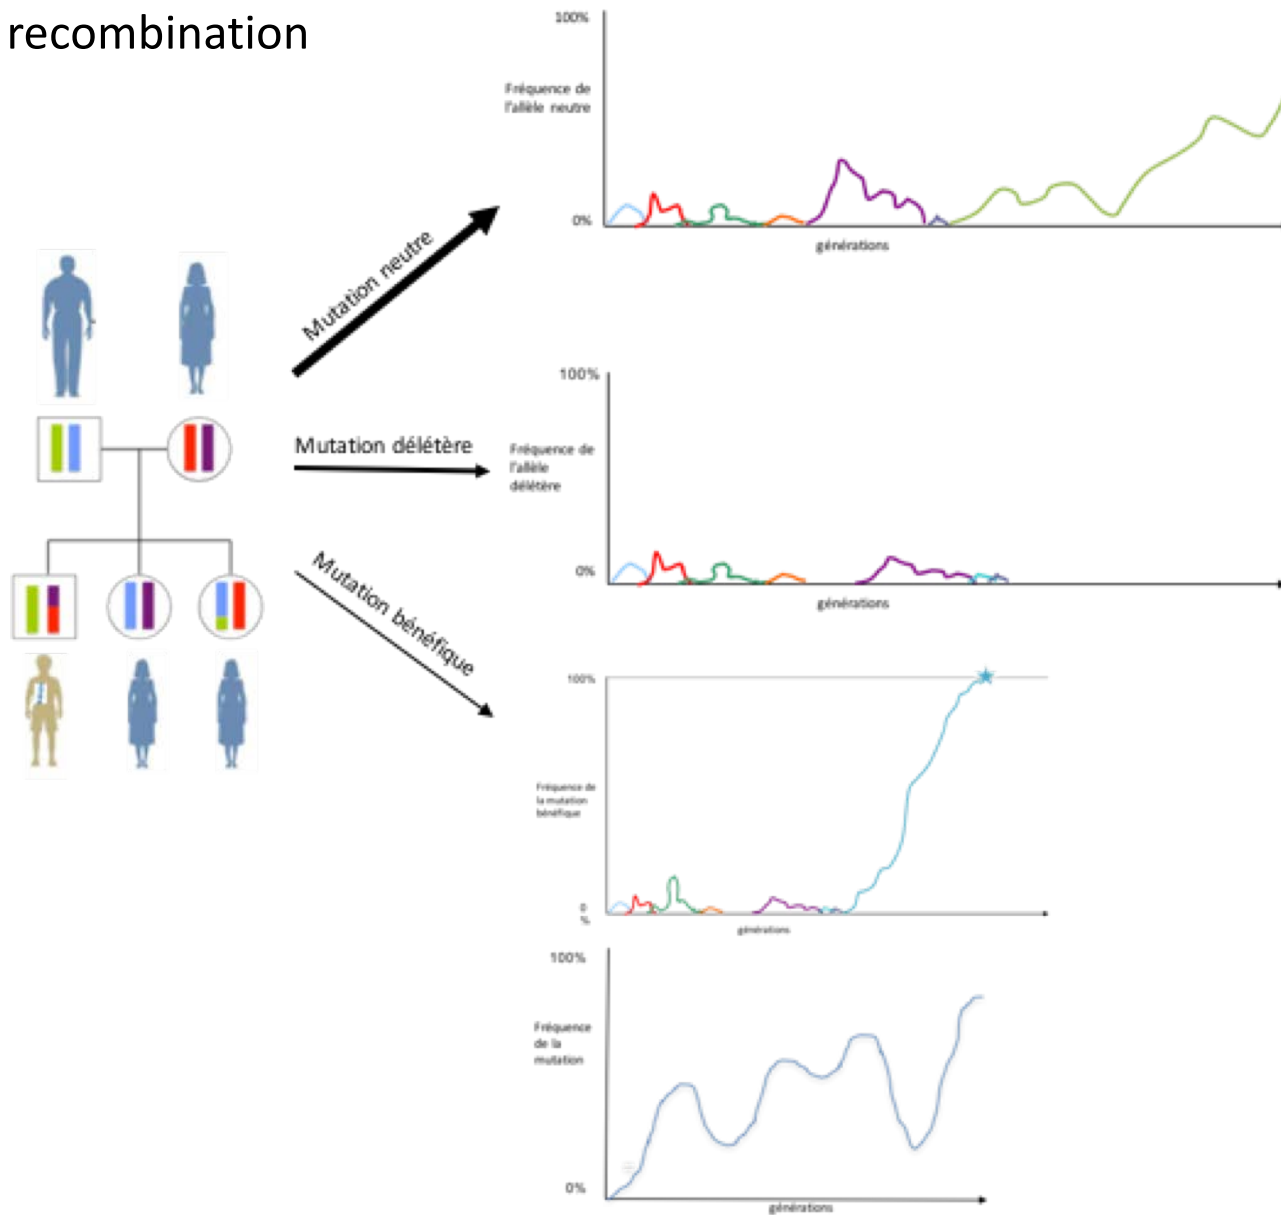 recombination
100%
Fréquence de
l'allèle neutre
0%
générations
Mutation neutre
100%
Mutation délétère
Fréquence de
l'allèle
délétère
0%
générations
Mutation bénéfique
100%
Fréquence de
la mutation
bénéfique
0
%
générations
100%
Fréquence
de la
mutation
0%
générations